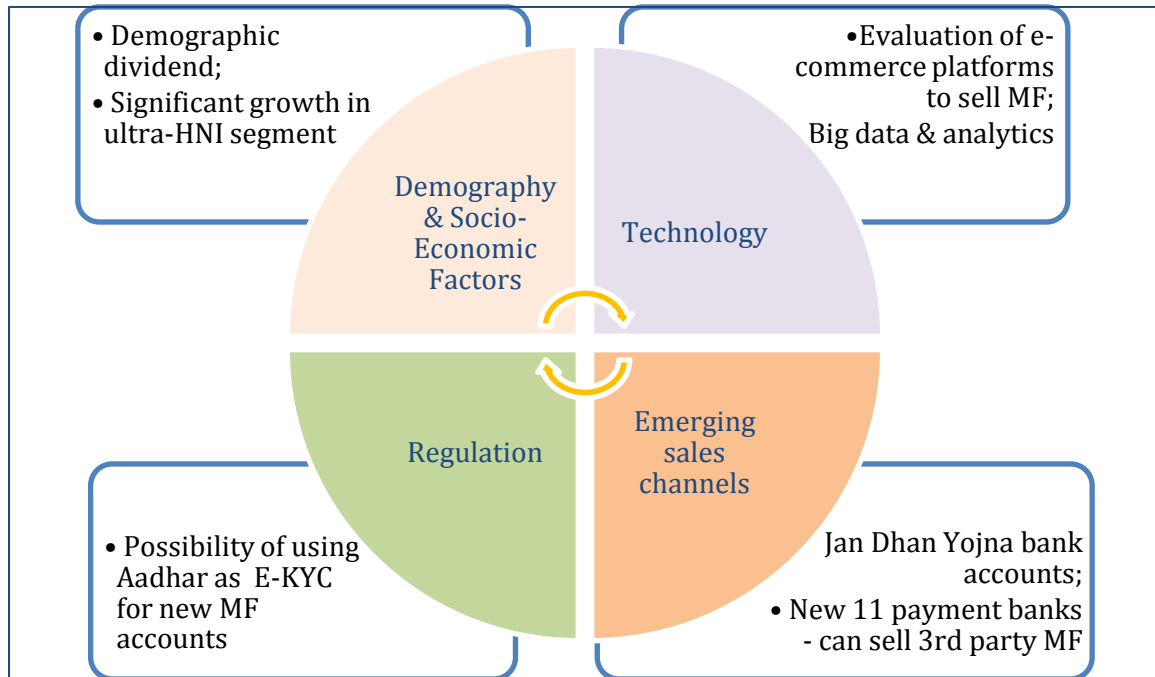 • Demographic
dividend;
• Significant growth in
ultra-HNI segment
•Evaluation of e-
commerce platforms
to sell MF;
Big data & analytics
Demography
& Socio-
Economic
Factors
Technology
Regulation
Emerging
sales
channels
• Possibility of using
Aadhar as E-KYC
for new MF
accounts
Jan Dhan Yojna bank
accounts;
• New 11 payment banks
- can sell 3rd party MF